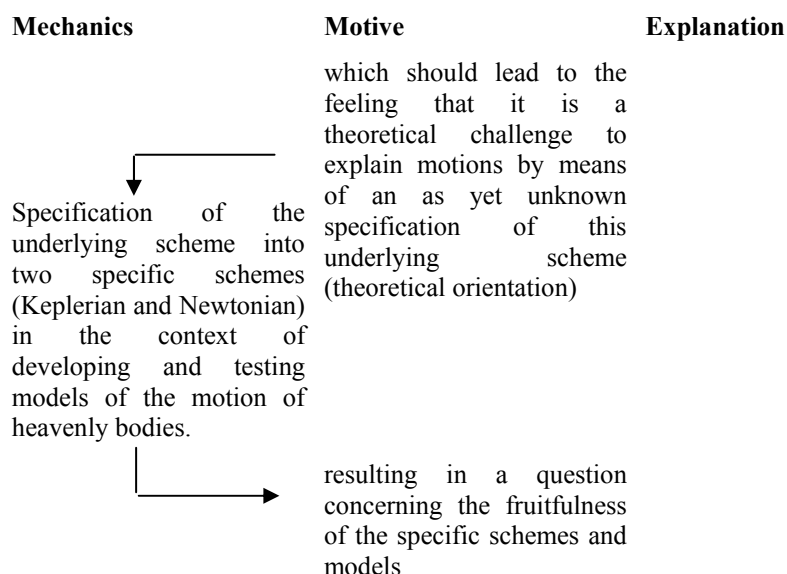 Mechanics Motive Explanation
which should lead to the
feeling that it is a
theoretical challenge to
explain motions by means
of an as yet unknown
specification of this
underlying scheme
(theoretical orientation)
Specification of the
underlying scheme into
two specific schemes
(Keplerian and Newtonian)
in the context of
developing and testing
models of the motion of
heavenly bodies.
resulting in a question
concerning the fruitfulness
of the specific schemes and
models